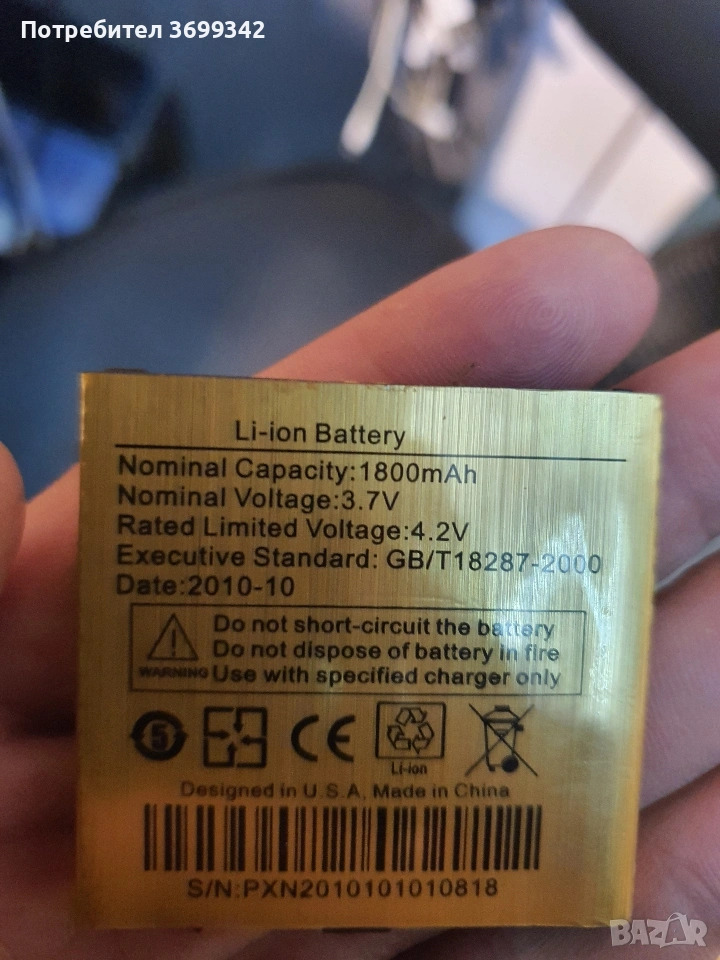 Потребител 3699342
Li-ion Battery
Nominal Capacity:1800mAh
Nominal Voltage:3.7V
Rated Limited Voltage:4.2V
Executive Standard: GB/T18287-2000
Date:2010-10
Do not short-circuit the battery
Do not dispose of battery in fire
WARNING Use with specified charger only
5
CE
Li-ion
Designed in U.S.A, Made in China
S/N:PXN2010101010818
BAZAR